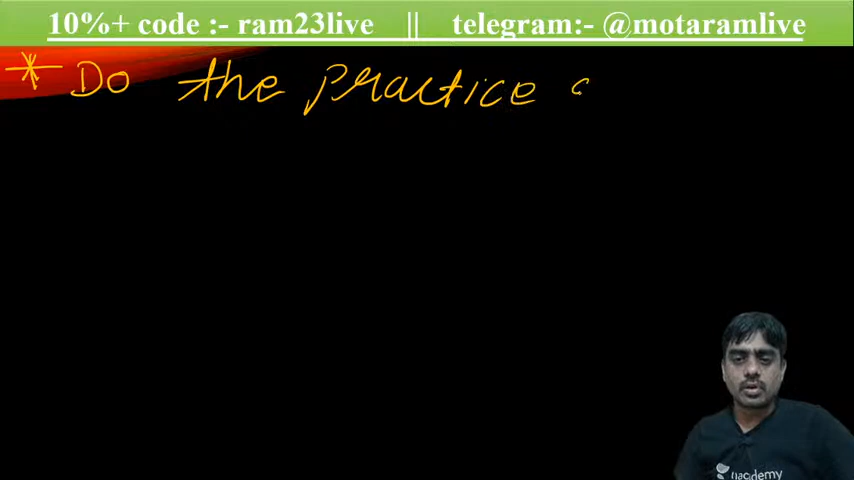 10%+ code :- ram23live || telegram:- @motaramlive
* Do the practice